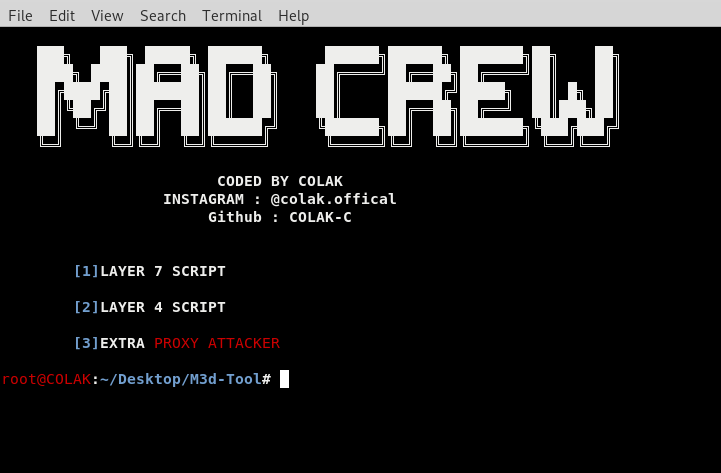 File Edit View Search Terminal Help
MAD CREW
CODED BY COLAK
INSTAGRAM : @colak.offical
Github : COLAK-C
[1]LAYER 7 SCRIPT
[2]LAYER 4 SCRIPT
[3]EXTRA PROXY ATTACKER
root@COLAK:~/Desktop/M3d-Tool#